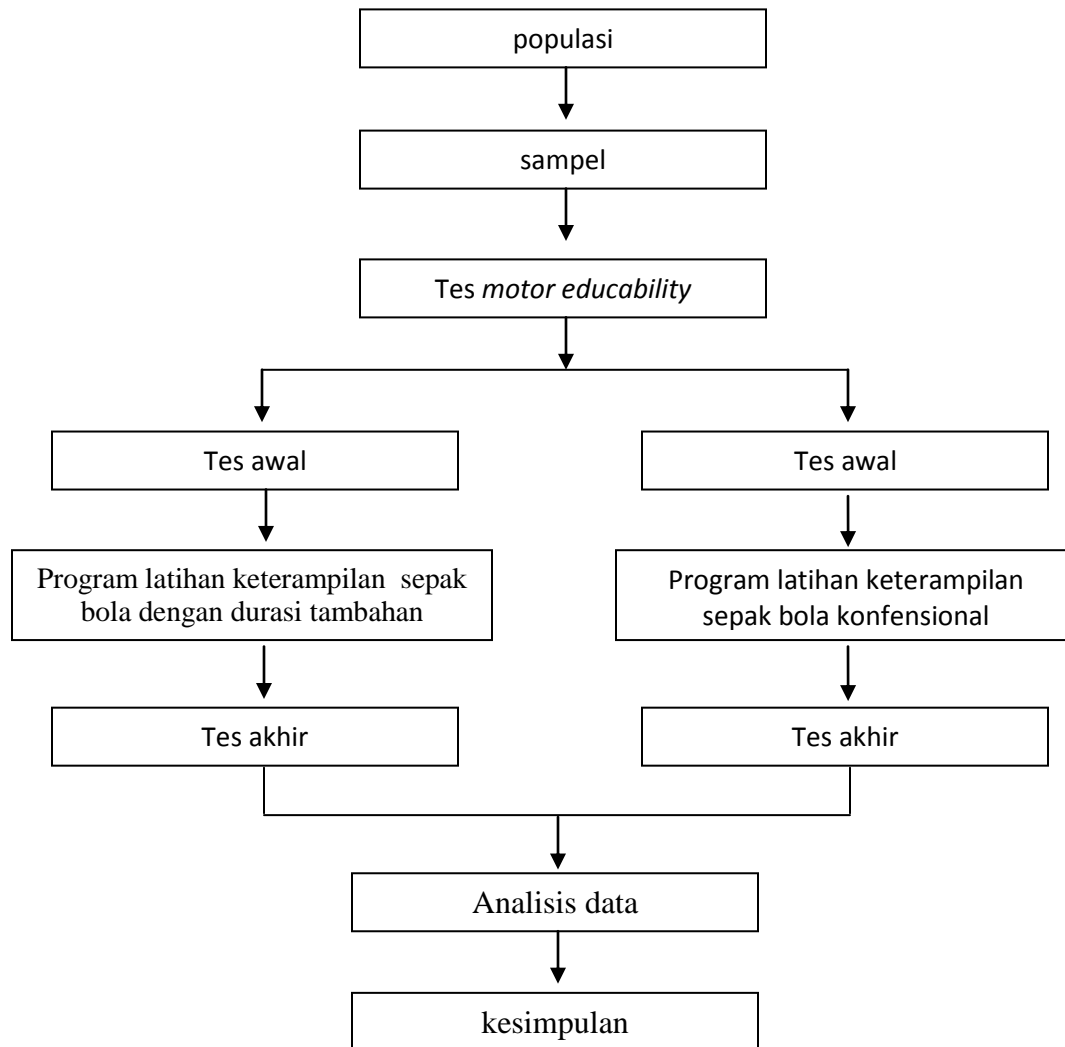 populasi
sampel
Tes motor educability
Tes awal
Tes awal
Program latihan keterampilan sepak
bola dengan durasi tambahan
Program latihan keterampilan
sepak bola konfensional
Tes akhir
Tes akhir
Analisis data
kesimpulan